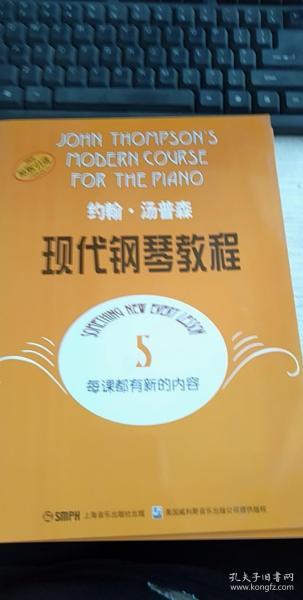 JOHN THOMPSON'S
MODERN COURSE
FOR THE PIANO
约翰·汤普森
现代钢琴教程
SOMETHING NEW EVERY LESSON
5
每课都有新的内容
SMPH 上海音乐出版社出版
美国威利斯音乐出版公司提供版权
孔夫子旧书网
www.kongfz.com